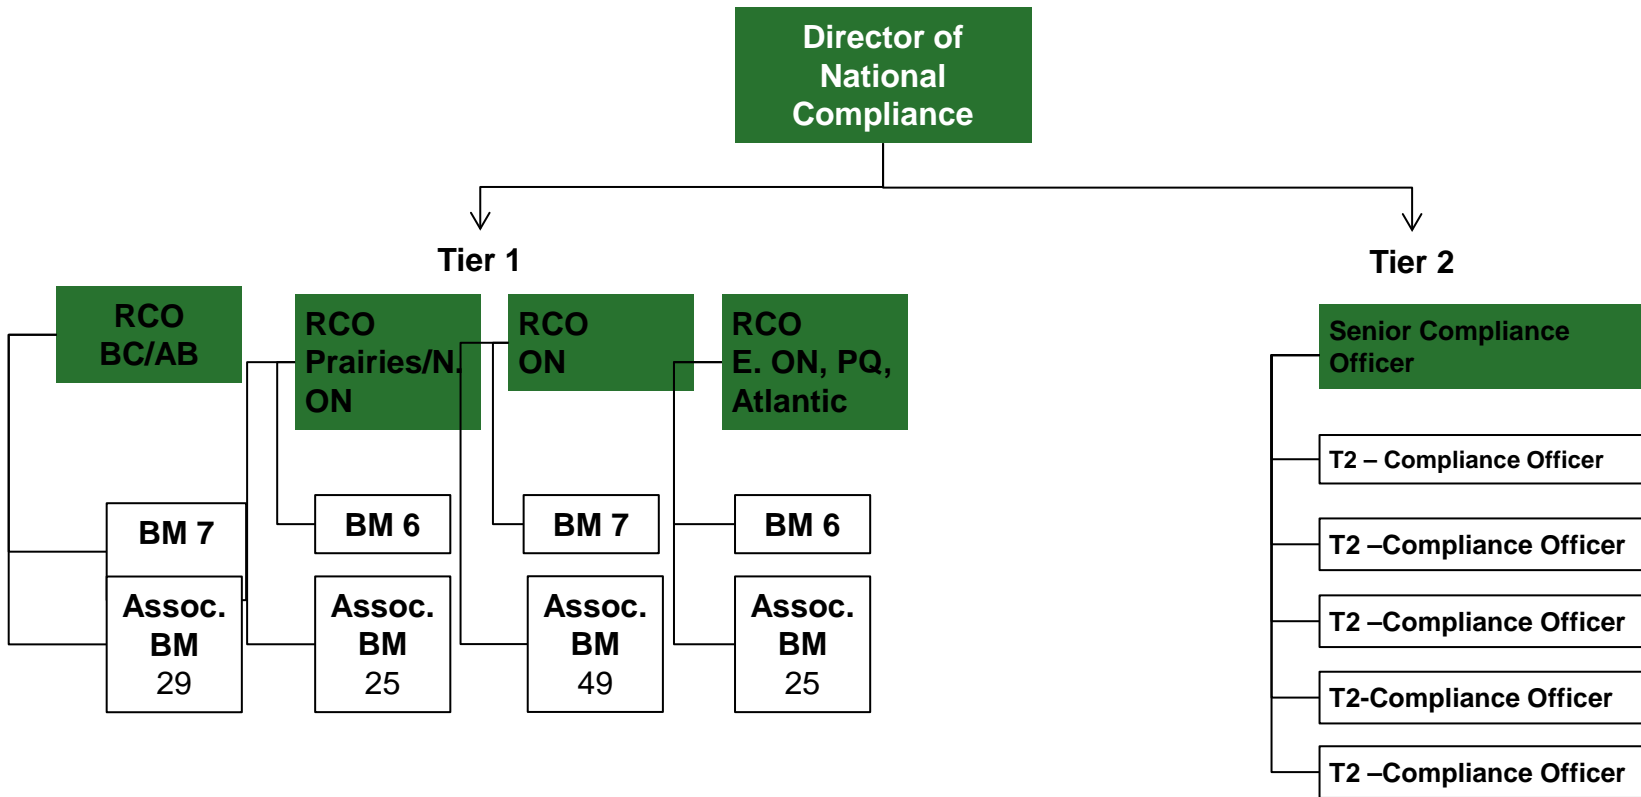 Director of
National
Compliance
Tier 1
Tier 2
RCO
BC/AB
RCO
Prairies/N.
ON
RCO
ON
RCO
E. ON, PQ,
Atlantic
Senior Compliance
Officer
BM 7
BM 6
BM 7
BM 6
Assoc.
BM
29
Assoc.
BM
25
Assoc.
BM
49
Assoc.
BM
25
T2 – Compliance Officer
T2 –Compliance Officer
T2 –Compliance Officer
T2-Compliance Officer
T2 –Compliance Officer